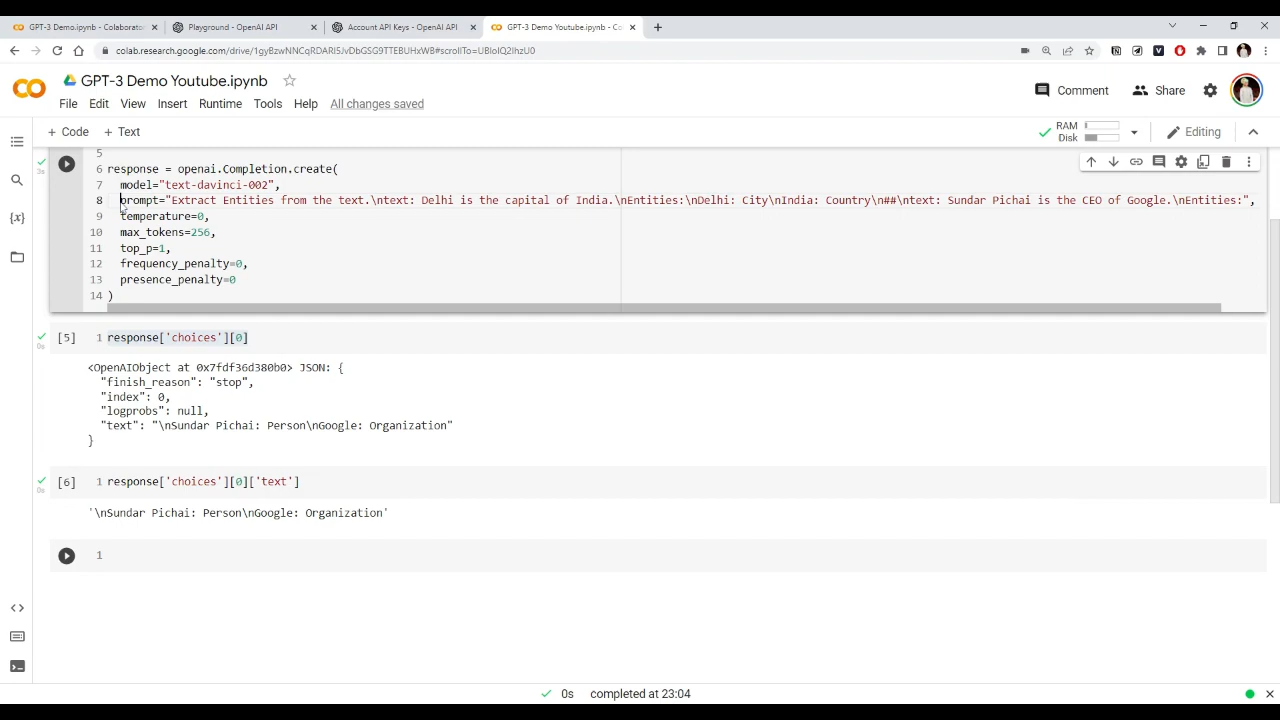 GPT-3 Demo.ipynb - Colaborator
Playground - OpenAI API
Account API Keys - OpenAI API
GPT-3 Demo Youtube.ipynb - Co
colab.research.google.com/drive/1gyBzwNNCqRDARI5JvDbGSG9TTEBUHxWB#scrollTo=UBIoIQ2IhzU0
GPT-3 Demo Youtube.ipynb
Comment
Share
File Edit View Insert Runtime Tools Help All changes saved
+ Code + Text
RAM
Disk
Editing
5
6 response = openai.Completion.create(
7 model="text-davinci-002",
8 prompt="Extract Entities from the text.\ntext: Delhi is the capital of India.\nEntities:\nDelhi: City\nIndia: Country\n##\ntext: Sundar Pichai is the CEO of Google.\nEntities:",
9 temperature=0,
10 max_tokens=256,
11 top_p=1,
12 frequency_penalty=0,
13 presence_penalty=0
14 )
3s
[5] 1 response['choices'][0]
0s
<OpenAIObject at 0x7fdf36d380b0> JSON: {
"finish_reason": "stop",
"index": 0,
"logprobs": null,
"text": "\nSundar Pichai: Person\nGoogle: Organization"
}
[6] 1 response['choices'][0]['text']
0s
'\nSundar Pichai: Person\nGoogle: Organization'
1
0s completed at 23:04